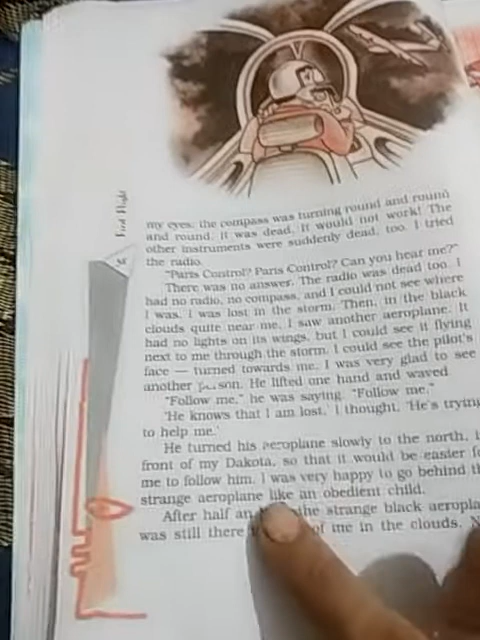 First Flight
my eyes: the compass was turning round and round
and round. It was dead. It would not work! The
other instruments were suddenly dead, too. I tried
the radio.
"Paris Control? Paris Control? Can you hear me?"
There was no answer. The radio was dead too. I
had no radio, no compass, and I could not see where
I was. I was lost in the storm. Then, in the black
clouds quite near me, I saw another aeroplane. It
had no lights on its wings, but I could see it flying
next to me through the storm. I could see the pilot's
face — turned towards me. I was very glad to see
another person. He lifted one hand and waved.
"Follow me," he was saying. "Follow me."
'He knows that I am lost,' I thought. 'He's trying
to help me.'
He turned his aeroplane slowly to the north, i
front of my Dakota, so that it would be easier fo
me to follow him. I was very happy to go behind th
strange aeroplane like an obedient child.
After half an the strange black aeropla
was still there of me in the clouds. N